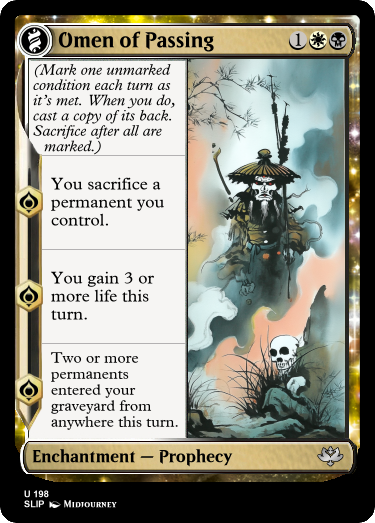 Omen of Passing 1
(Mark one unmarked
condition each turn as
it's met. When you do,
cast a copy of its back.
Sacrifice after all are
marked.)
You sacrifice a
permanent you
control.
You gain 3 or
more life this
turn.
Two or more
permanents
entered your
graveyard from
anywhere this turn.
Enchantment — Prophecy
U 198
SLIP Midjourney